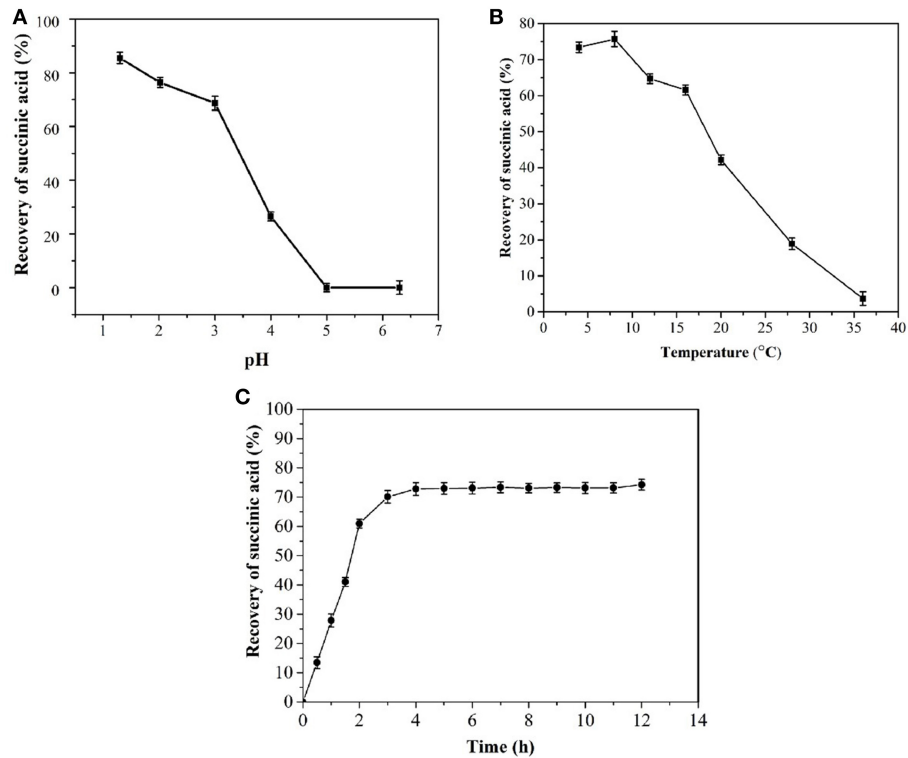 A
Recovery of succinic acid (%)
100
80
60
40
20
0
1 2 3 4 5 6 7
pH
B
Recovery of succinic acid (%)
80
70
60
50
40
30
20
10
0
0 5 10 15 20 25 30 35 40
Temperature (°C)
C
Recovery of succinic acid (%)
100
90
80
70
60
50
40
30
20
10
0
0 2 4 6 8 10 12 14
Time (h)